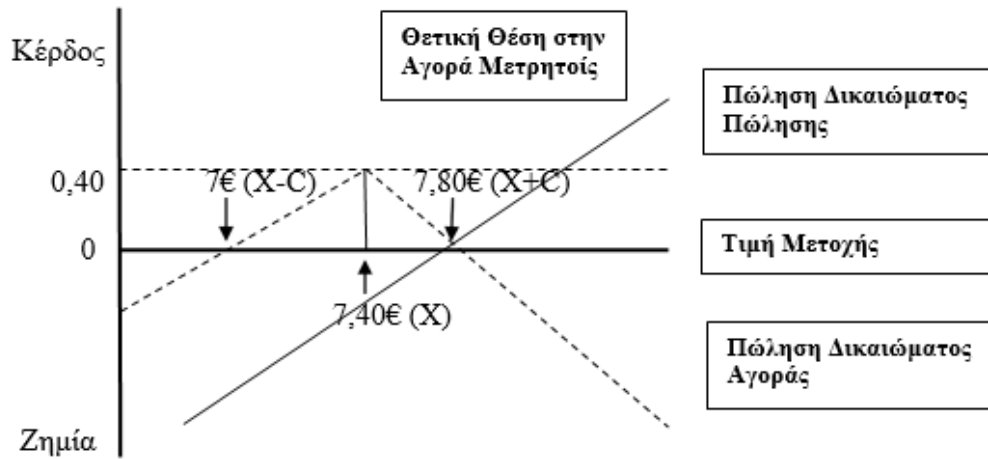 Κέρδος
Θετική Θέση στην
Αγορά Μετρητοίς
Πώληση Δικαιώματος
Πώλησης
0,40
7€ (X-C)
7,80€ (X+C)
0
Τιμή Μετοχής
7,40€ (X)
Πώληση Δικαιώματος
Αγοράς
Ζημία